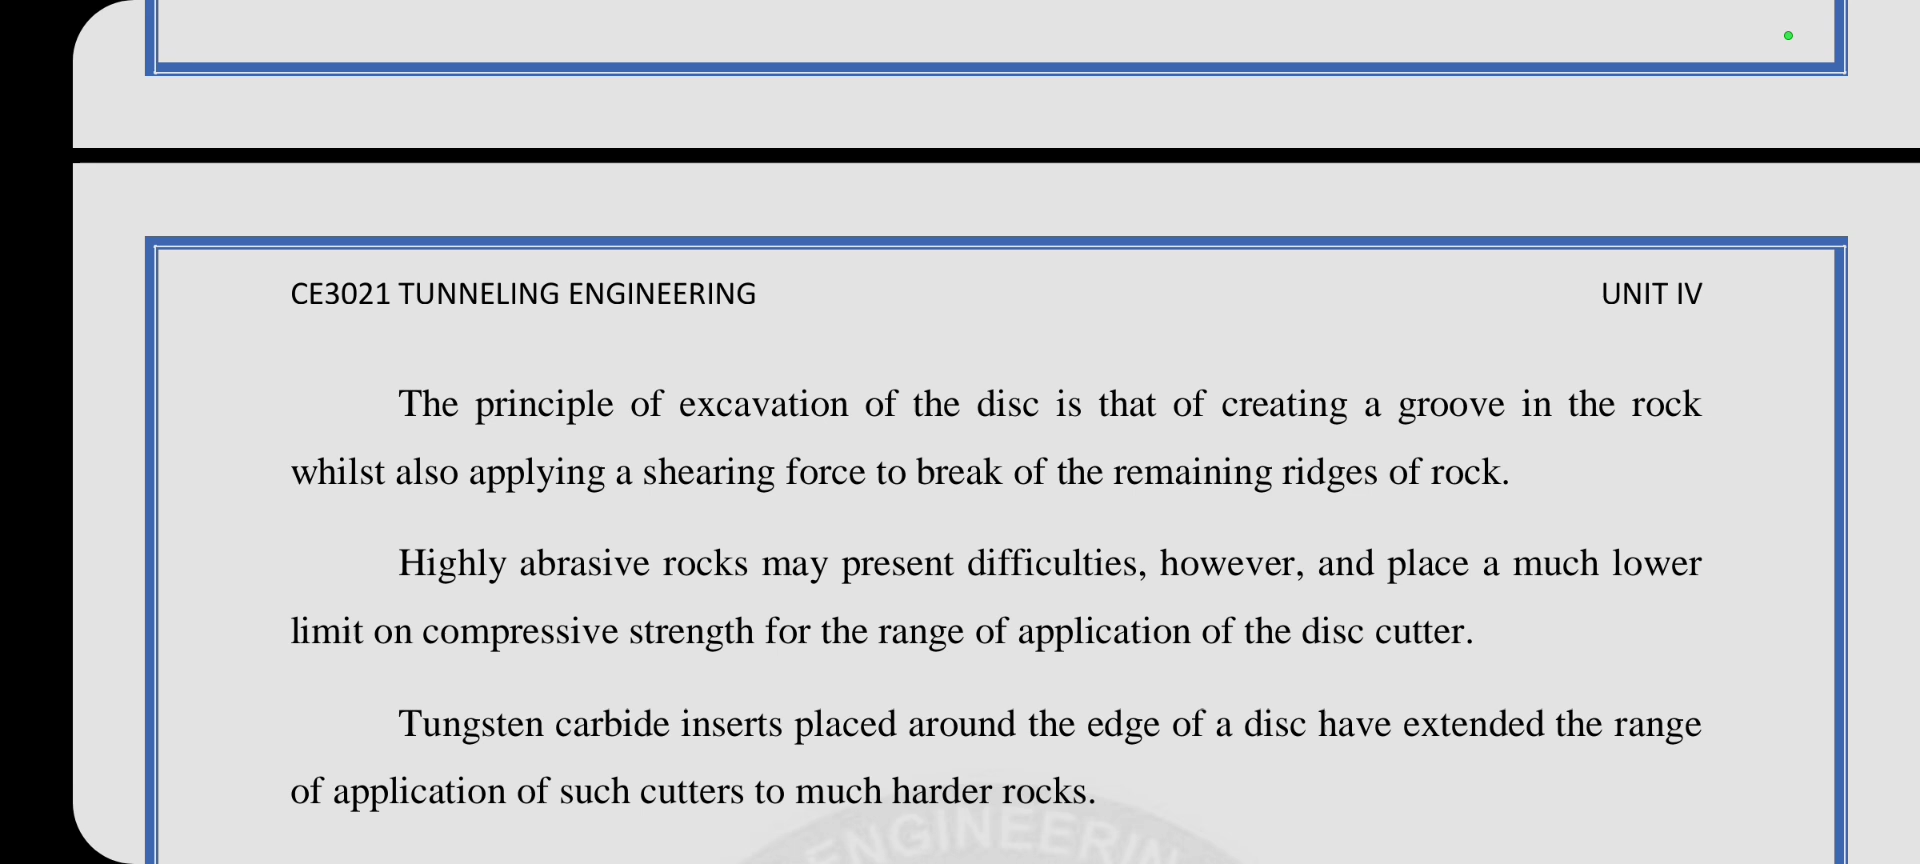 CE3021 TUNNELING ENGINEERING UNIT IV
The principle of excavation of the disc is that of creating a groove in the rock
whilst also applying a shearing force to break of the remaining ridges of rock.
Highly abrasive rocks may present difficulties, however, and place a much lower
limit on compressive strength for the range of application of the disc cutter.
Tungsten carbide inserts placed around the edge of a disc have extended the range
of application of such cutters to much harder rocks.